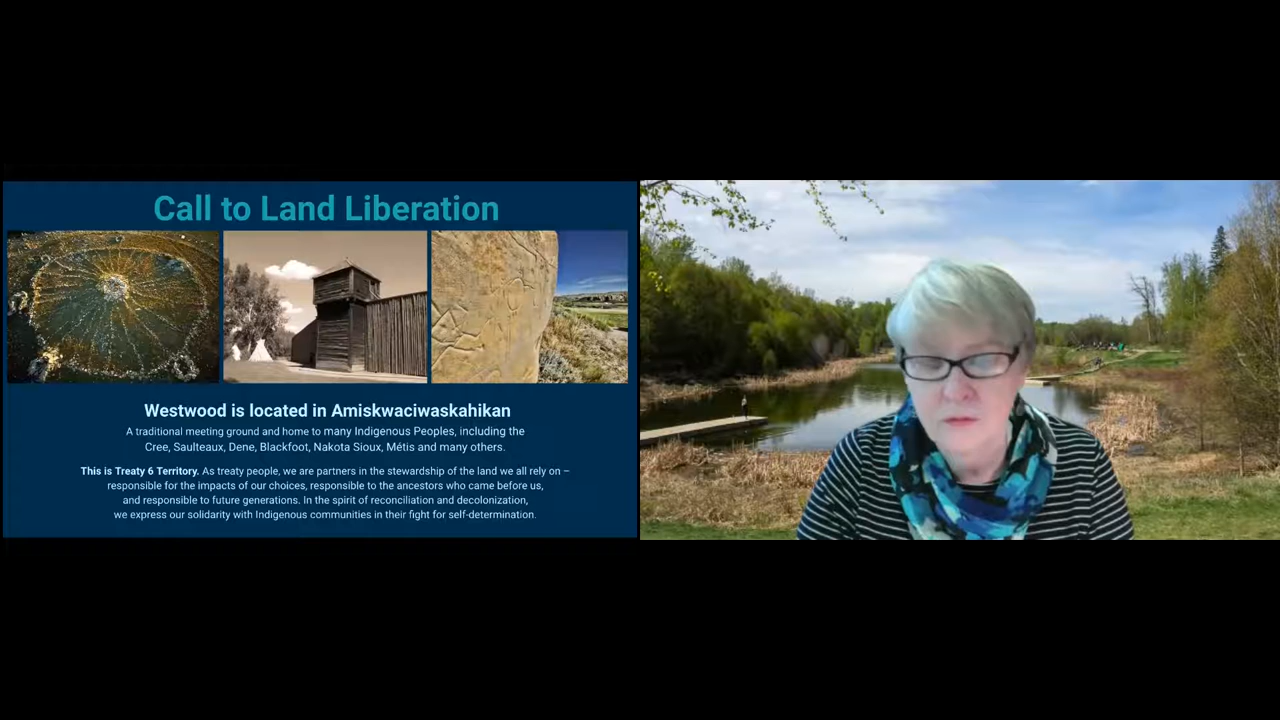 Call to Land Liberation
Westwood is located in Amiskwaciwaskahikan
A traditional meeting ground and home to many Indigenous Peoples, including the
Cree, Saulteaux, Dene, Blackfoot, Nakota Sioux, Métis and many others.
This is Treaty 6 Territory. As treaty people, we are partners in the stewardship of the land we all rely on –
responsible for the impacts of our choices, responsible to the ancestors who came before us,
and responsible to future generations. In the spirit of reconciliation and decolonization,
we express our solidarity with Indigenous communities in their fight for self-determination.